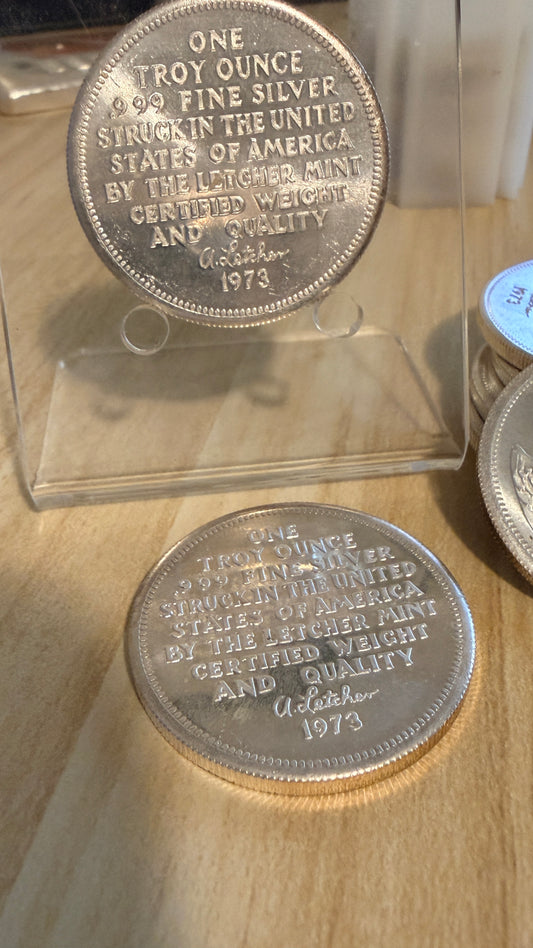 ONE
TROY OUNCE
.999 FINE SILVER
STRUCK IN THE UNITED
STATES OF AMERICA
BY THE LETCHER MINT
CERTIFIED WEIGHT
AND QUALITY
A. Letcher
1973
1973
ONE
TROY OUNCE
.999 FINE SILVER
STRUCK IN THE UNITED
STATES OF AMERICA
BY THE LETCHER MINT
CERTIFIED WEIGHT
AND QUALITY
A. Letcher
1973